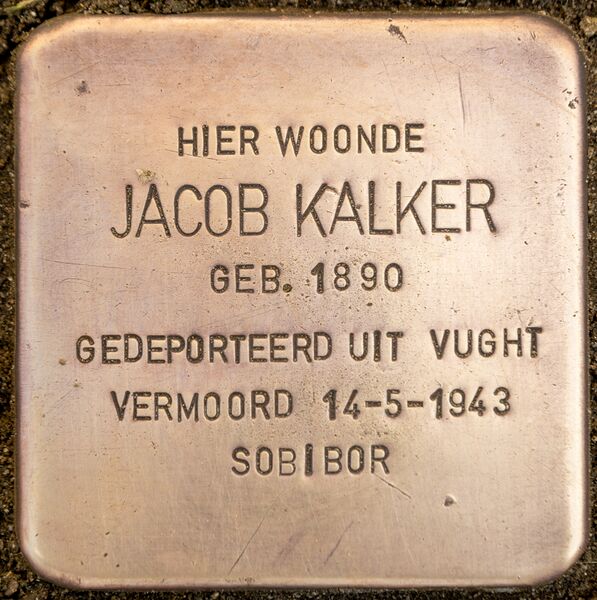 HIER WOONDE
JACOB KALKER
GEB. 1890
GEDEPORTEERD UIT VUGHT
VERMOORD 14-5-1943
SOBIBOR